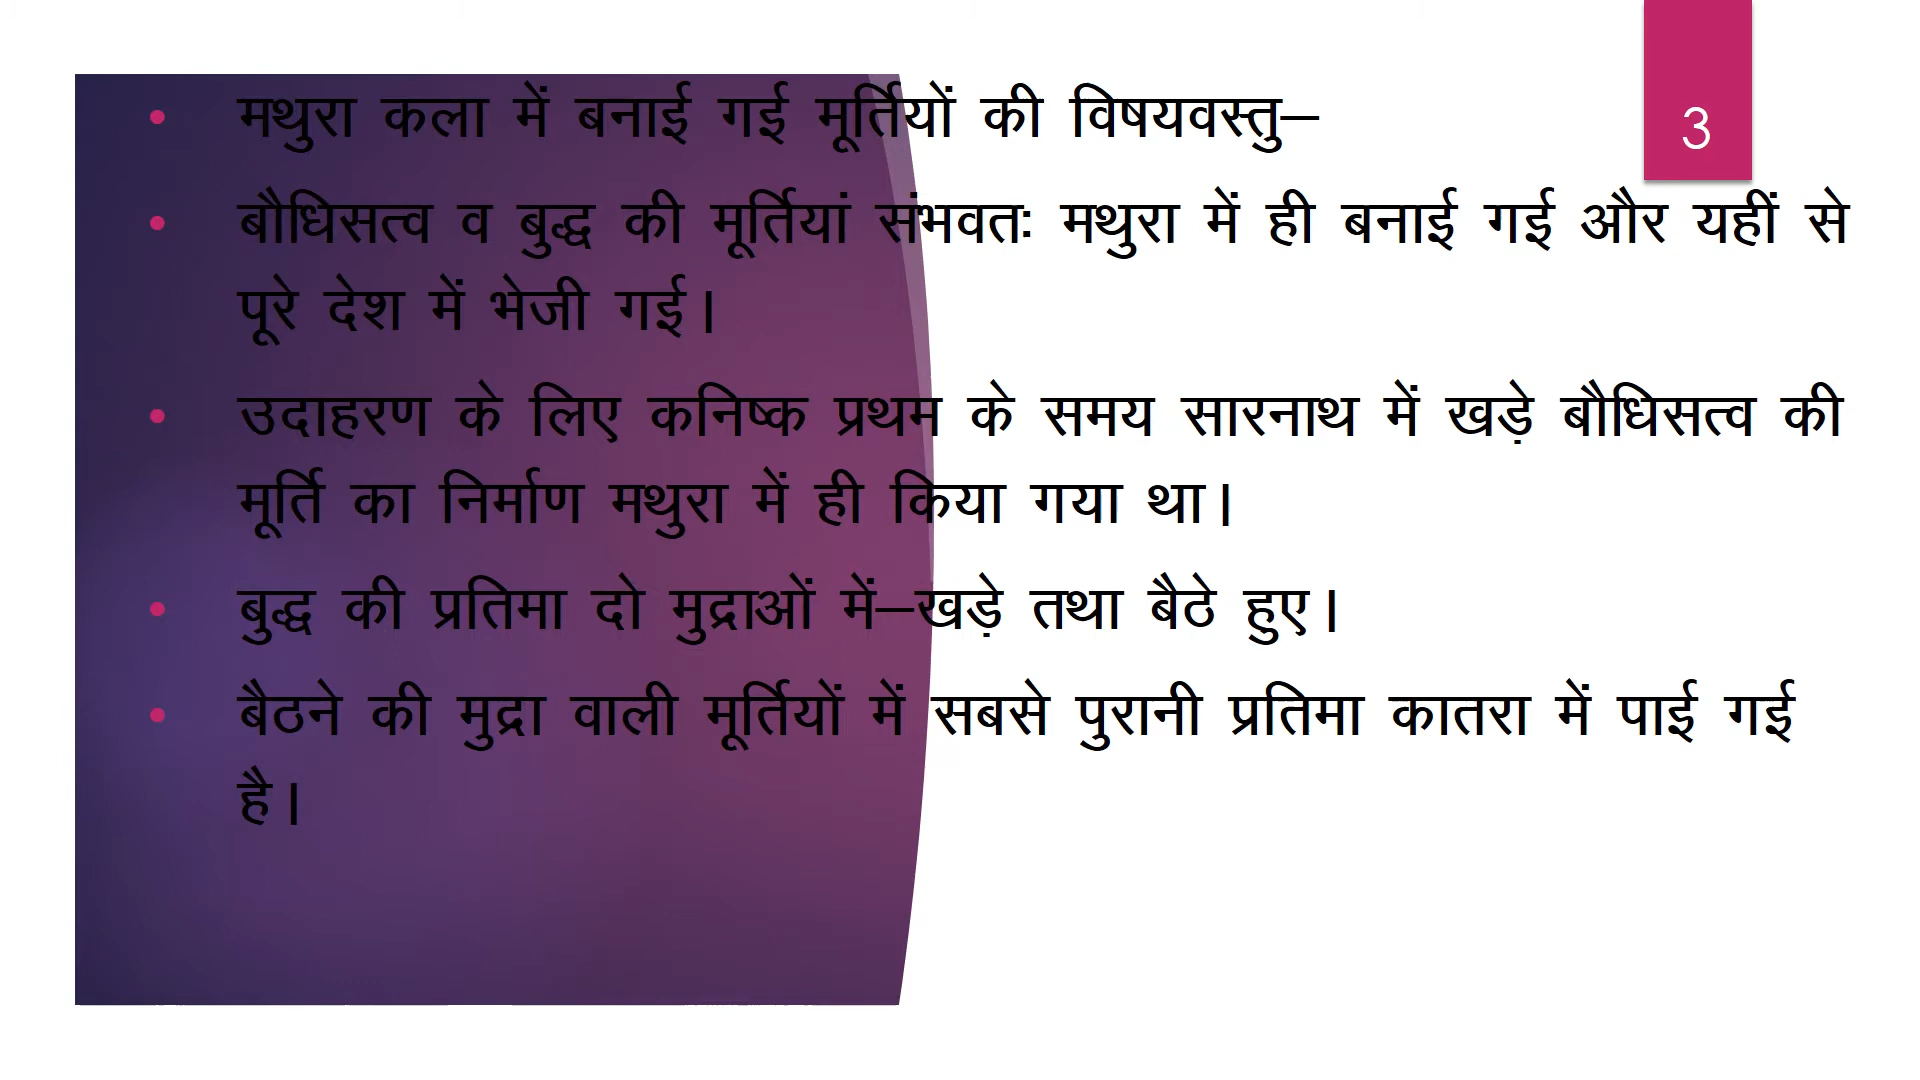 3
• मथुरा कला में बनाई गई मूर्तियों की विषयवस्तु–
• बौधिसत्व व बुद्ध की मूर्तियां संभवतः मथुरा में ही बनाई गई और यहीं से
पूरे देश में भेजी गई।
• उदाहरण के लिए कनिष्क प्रथम के समय सारनाथ में खड़े बौधिसत्व की
मूर्ति का निर्माण मथुरा में ही किया गया था।
• बुद्ध की प्रतिमा दो मुद्राओं में–खड़े तथा बैठे हुए।
• बैठने की मुद्रा वाली मूर्तियों में सबसे पुरानी प्रतिमा कातरा में पाई गई
है।